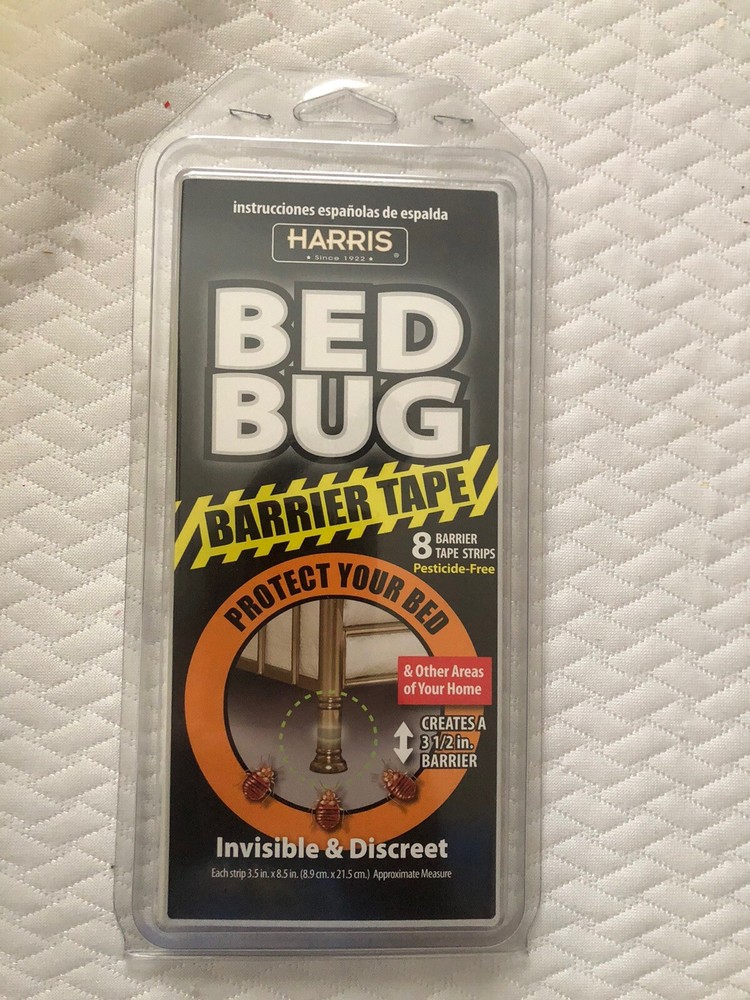 instrucciones españolas de espalda
HARRIS
• Since 1922 •
®
BED
BUG
BARRIER TAPE
8 BARRIER
TAPE STRIPS
Pesticide-Free
PROTECT YOUR BED
& Other Areas
of Your Home
CREATES A
3 1/2 in.
BARRIER
Invisible & Discreet
Each strip 3.5 in. x 8.5 in. (8.9 cm. x 21.5 cm.) Approximate Measure